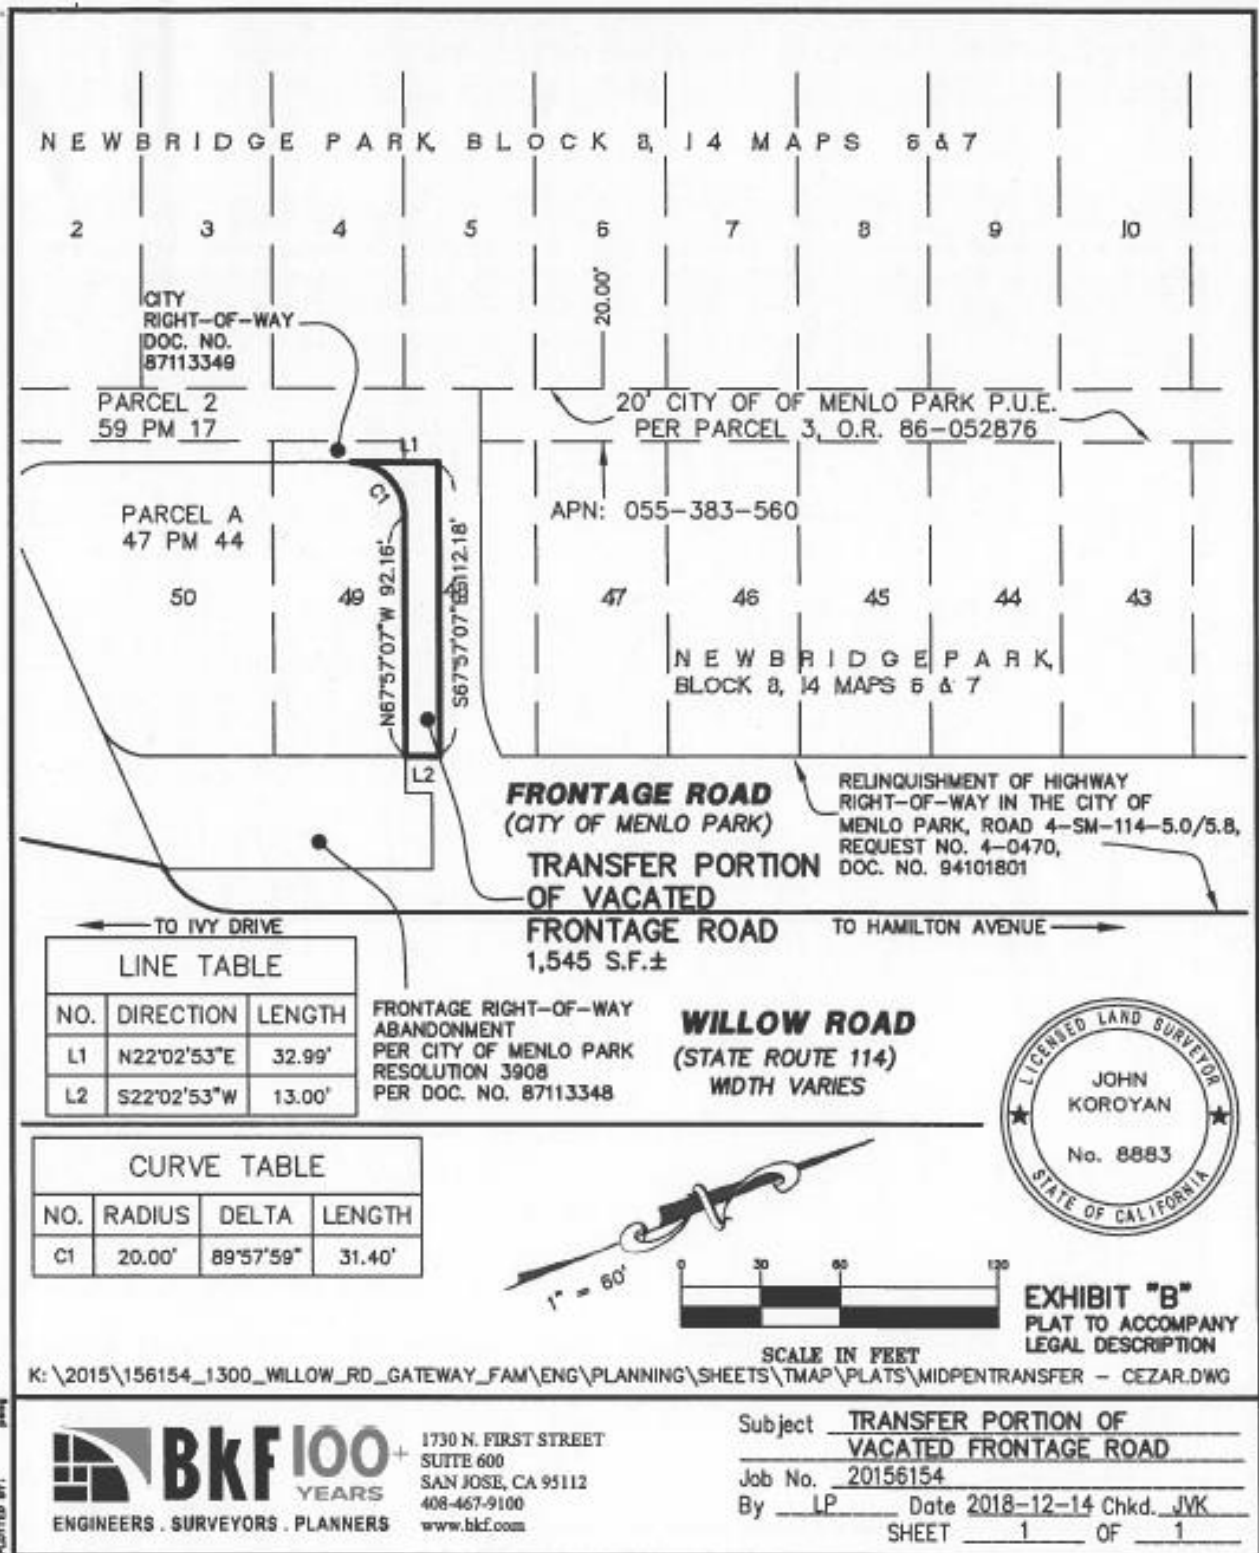 NEWBRIDGE PARK, BLOCK 8, 14 MAPS 6 & 7
2 3 4 5 6 7 8 9 10
20.00'
CITY
RIGHT-OF-WAY
DOC. NO.
87113349
PARCEL 2
59 PM 17
20' CITY OF OF MENLO PARK P.U.E.
PER PARCEL 3, O.R. 86-052876
L1
C1
PARCEL A
47 PM 44
APN: 055-383-560
50 49 47 46 45 44 43
N67°57'07"W 92.16'
S67°57'07"E 112.18'
NEWBRIDGE PARK,
BLOCK 8, 14 MAPS 6 & 7
L2
FRONTAGE ROAD
(CITY OF MENLO PARK)
RELINQUISHMENT OF HIGHWAY
RIGHT-OF-WAY IN THE CITY OF
MENLO PARK, ROAD 4-SM-114-5.0/5.8,
REQUEST NO. 4-0470,
DOC. NO. 94101801
TRANSFER PORTION
OF VACATED
FRONTAGE ROAD
1,545 S.F.±
TO IVY DRIVE
TO HAMILTON AVENUE
LINE TABLE
NO. DIRECTION LENGTH
L1 N22°02'53"E 32.99'
L2 S22°02'53"W 13.00'
FRONTAGE RIGHT-OF-WAY
ABANDONMENT
PER CITY OF MENLO PARK
RESOLUTION 3908
PER DOC. NO. 87113348
WILLOW ROAD
(STATE ROUTE 114)
WIDTH VARIES
LICENSED LAND SURVEYOR
JOHN
KOROYAN
No. 8883
STATE OF CALIFORNIA
CURVE TABLE
NO. RADIUS DELTA LENGTH
C1 20.00' 89°57'59" 31.40'
1" = 60'
0 30 60 120
SCALE IN FEET
EXHIBIT "B"
PLAT TO ACCOMPANY
LEGAL DESCRIPTION
K:\2015\156154_1300_WILLOW_RD_GATEWAY_FAM\ENG\PLANNING\SHEETS\TMAP\PLATS\MIDPENTRANSFER - CEZAR.DWG
BKF 100+
YEARS
ENGINEERS . SURVEYORS . PLANNERS
1730 N. FIRST STREET
SUITE 600
SAN JOSE, CA 95112
408-467-9100
www.bkf.com
Subject TRANSFER PORTION OF
VACATED FRONTAGE ROAD
Job No. 20156154
By LP Date 2018-12-14 Chkd. JVK
SHEET 1 OF 1